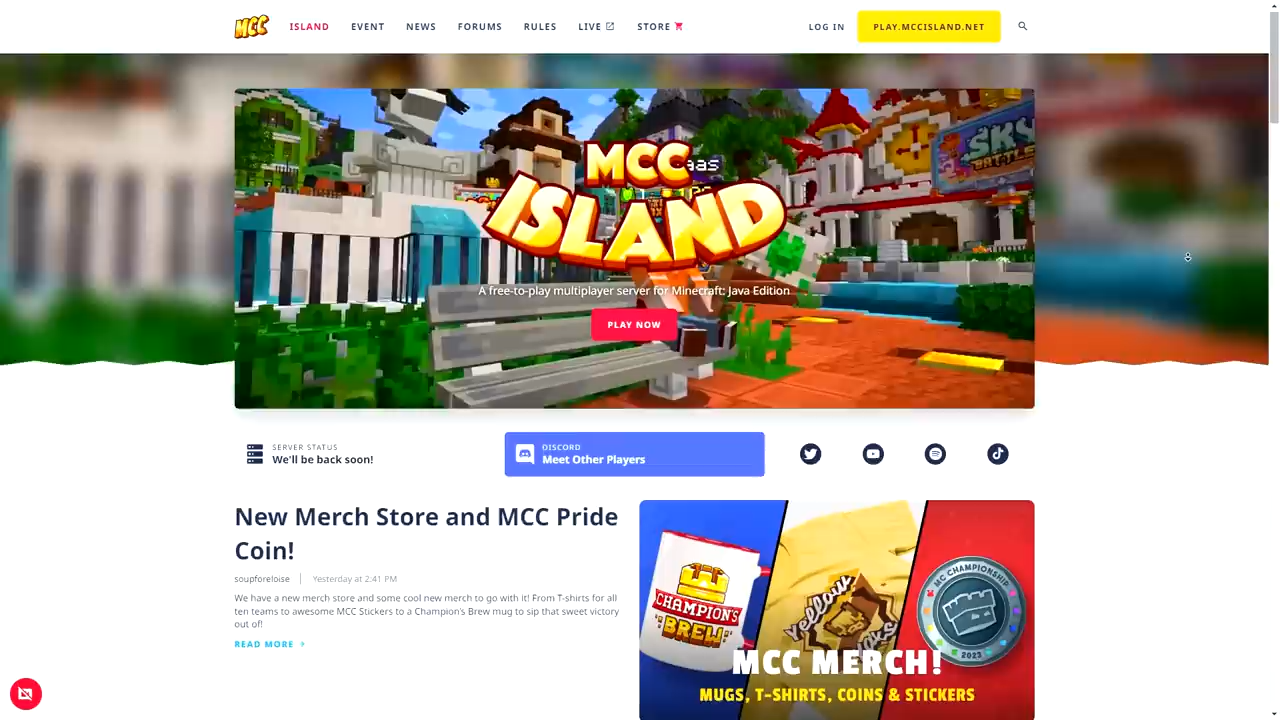 MCC
ISLAND EVENT NEWS FORUMS RULES LIVE STORE
LOG IN PLAY.MCCISLAND.NET
MCC
ISLAND
SKY
BATTLE
A free-to-play multiplayer server for Minecraft: Java Edition
PLAY NOW
SERVER STATUS
We'll be back soon!
DISCORD
Meet Other Players
New Merch Store and MCC Pride
Coin!
soupforeloise Yesterday at 2:41 PM
We have a new merch store and some cool new merch to go with it! From T-shirts for all
ten teams to awesome MCC Stickers to a Champion's Brew mug to sip that sweet victory
out of!
READ MORE
CHAMPION'S
BREW
Yellow
MC CHAMPIONSHIP
2023
MCC MERCH!
MUGS, T-SHIRTS, COINS & STICKERS